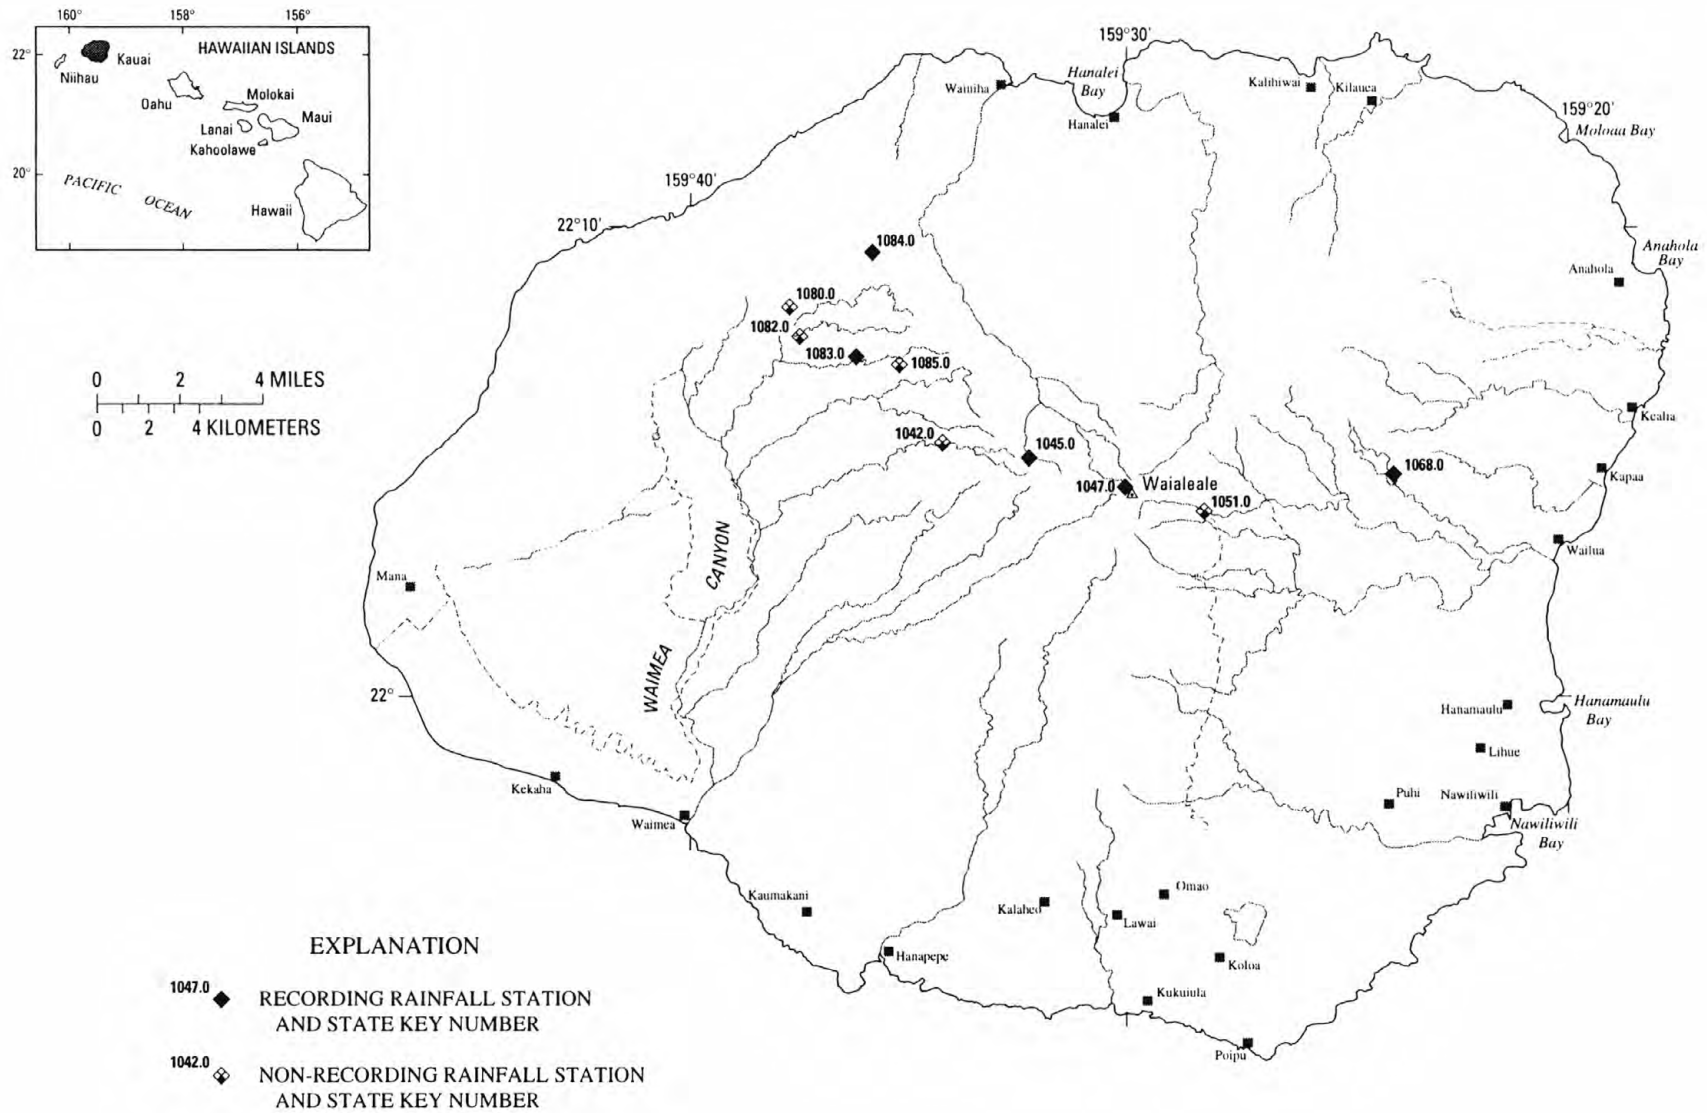 160° 158° 156°
HAWAIIAN ISLANDS
22°
Kauai
Niihau
Oahu
Molokai
Lanai
Maui
Kahoolawe
20°
PACIFIC OCEAN
Hawaii
0 2 4 MILES
0 2 4 KILOMETERS
159°30'
Hanalei
Bay
Wainiha
Hanalei
Kalihiwai
Kilauea
159°20'
Moloaa Bay
159°40'
22°10'
1084.0
Anahola
Bay
Anahola
1080.0
1082.0
1083.0
1085.0
Kealia
1042.0
1045.0
1068.0
Kapaa
1047.0
Waialeale
1051.0
Wailua
Mana
WAIMEA CANYON
22°
Hanamaulu
Hanamaulu
Bay
Lihue
Kekaha
Puhi
Nawiliwili
Waimea
Nawiliwili
Bay
Kaumakani
Kalaheo
Omao
Lawai
Hanapepe
Koloa
Kukuiula
Poipu
EXPLANATION
1047.0
RECORDING RAINFALL STATION
AND STATE KEY NUMBER
1042.0
NON-RECORDING RAINFALL STATION
AND STATE KEY NUMBER